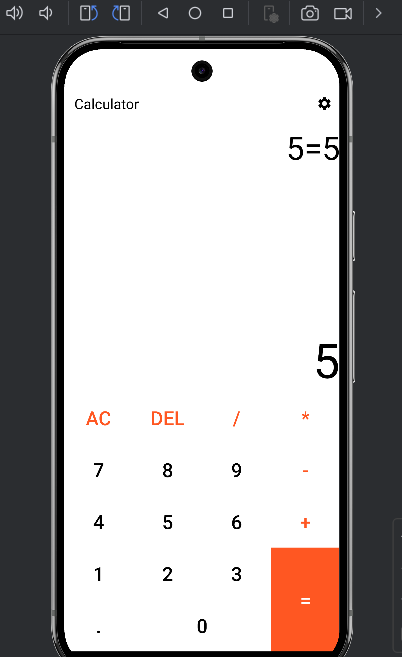 Calculator
5=5
5
AC DEL / *
7 8 9 -
4 5 6 +
1 2 3
=
. 0